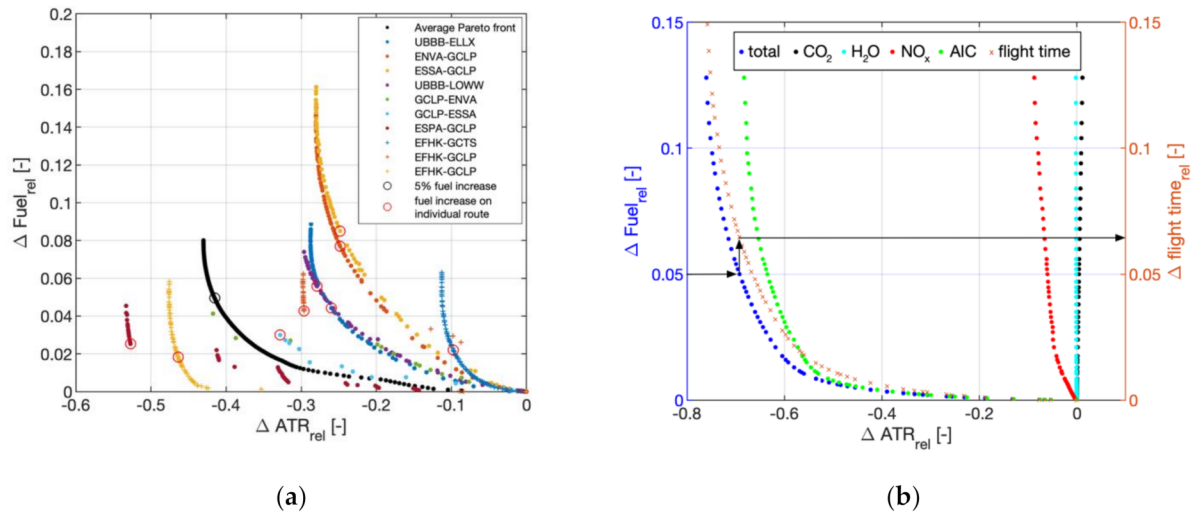 0.2
0.18
0.16
0.14
0.12
0.1
0.08
0.06
0.04
0.02
0
Δ Fuel_rel [-]
-0.6
-0.5
-0.4
-0.3
-0.2
-0.1
0
Δ ATR_rel [-]
Average Pareto front
UBBB-ELLX
ENVA-GCLP
ESSA-GCLP
UBBB-LOWW
GCLP-ENVA
GCLP-ESSA
ESPA-GCLP
EFHK-GCTS
EFHK-GCLP
EFHK-GCLP
5% fuel increase
fuel increase on
individual route
(a)
0.15
0.1
0.05
0
Δ Fuel_rel [-]
total CO₂ H₂O NOₓ AIC flight time
0.15
0.1
0.05
0
Δ flight time_rel [-]
-0.8
-0.6
-0.4
-0.2
0
Δ ATR_rel [-]
(b)